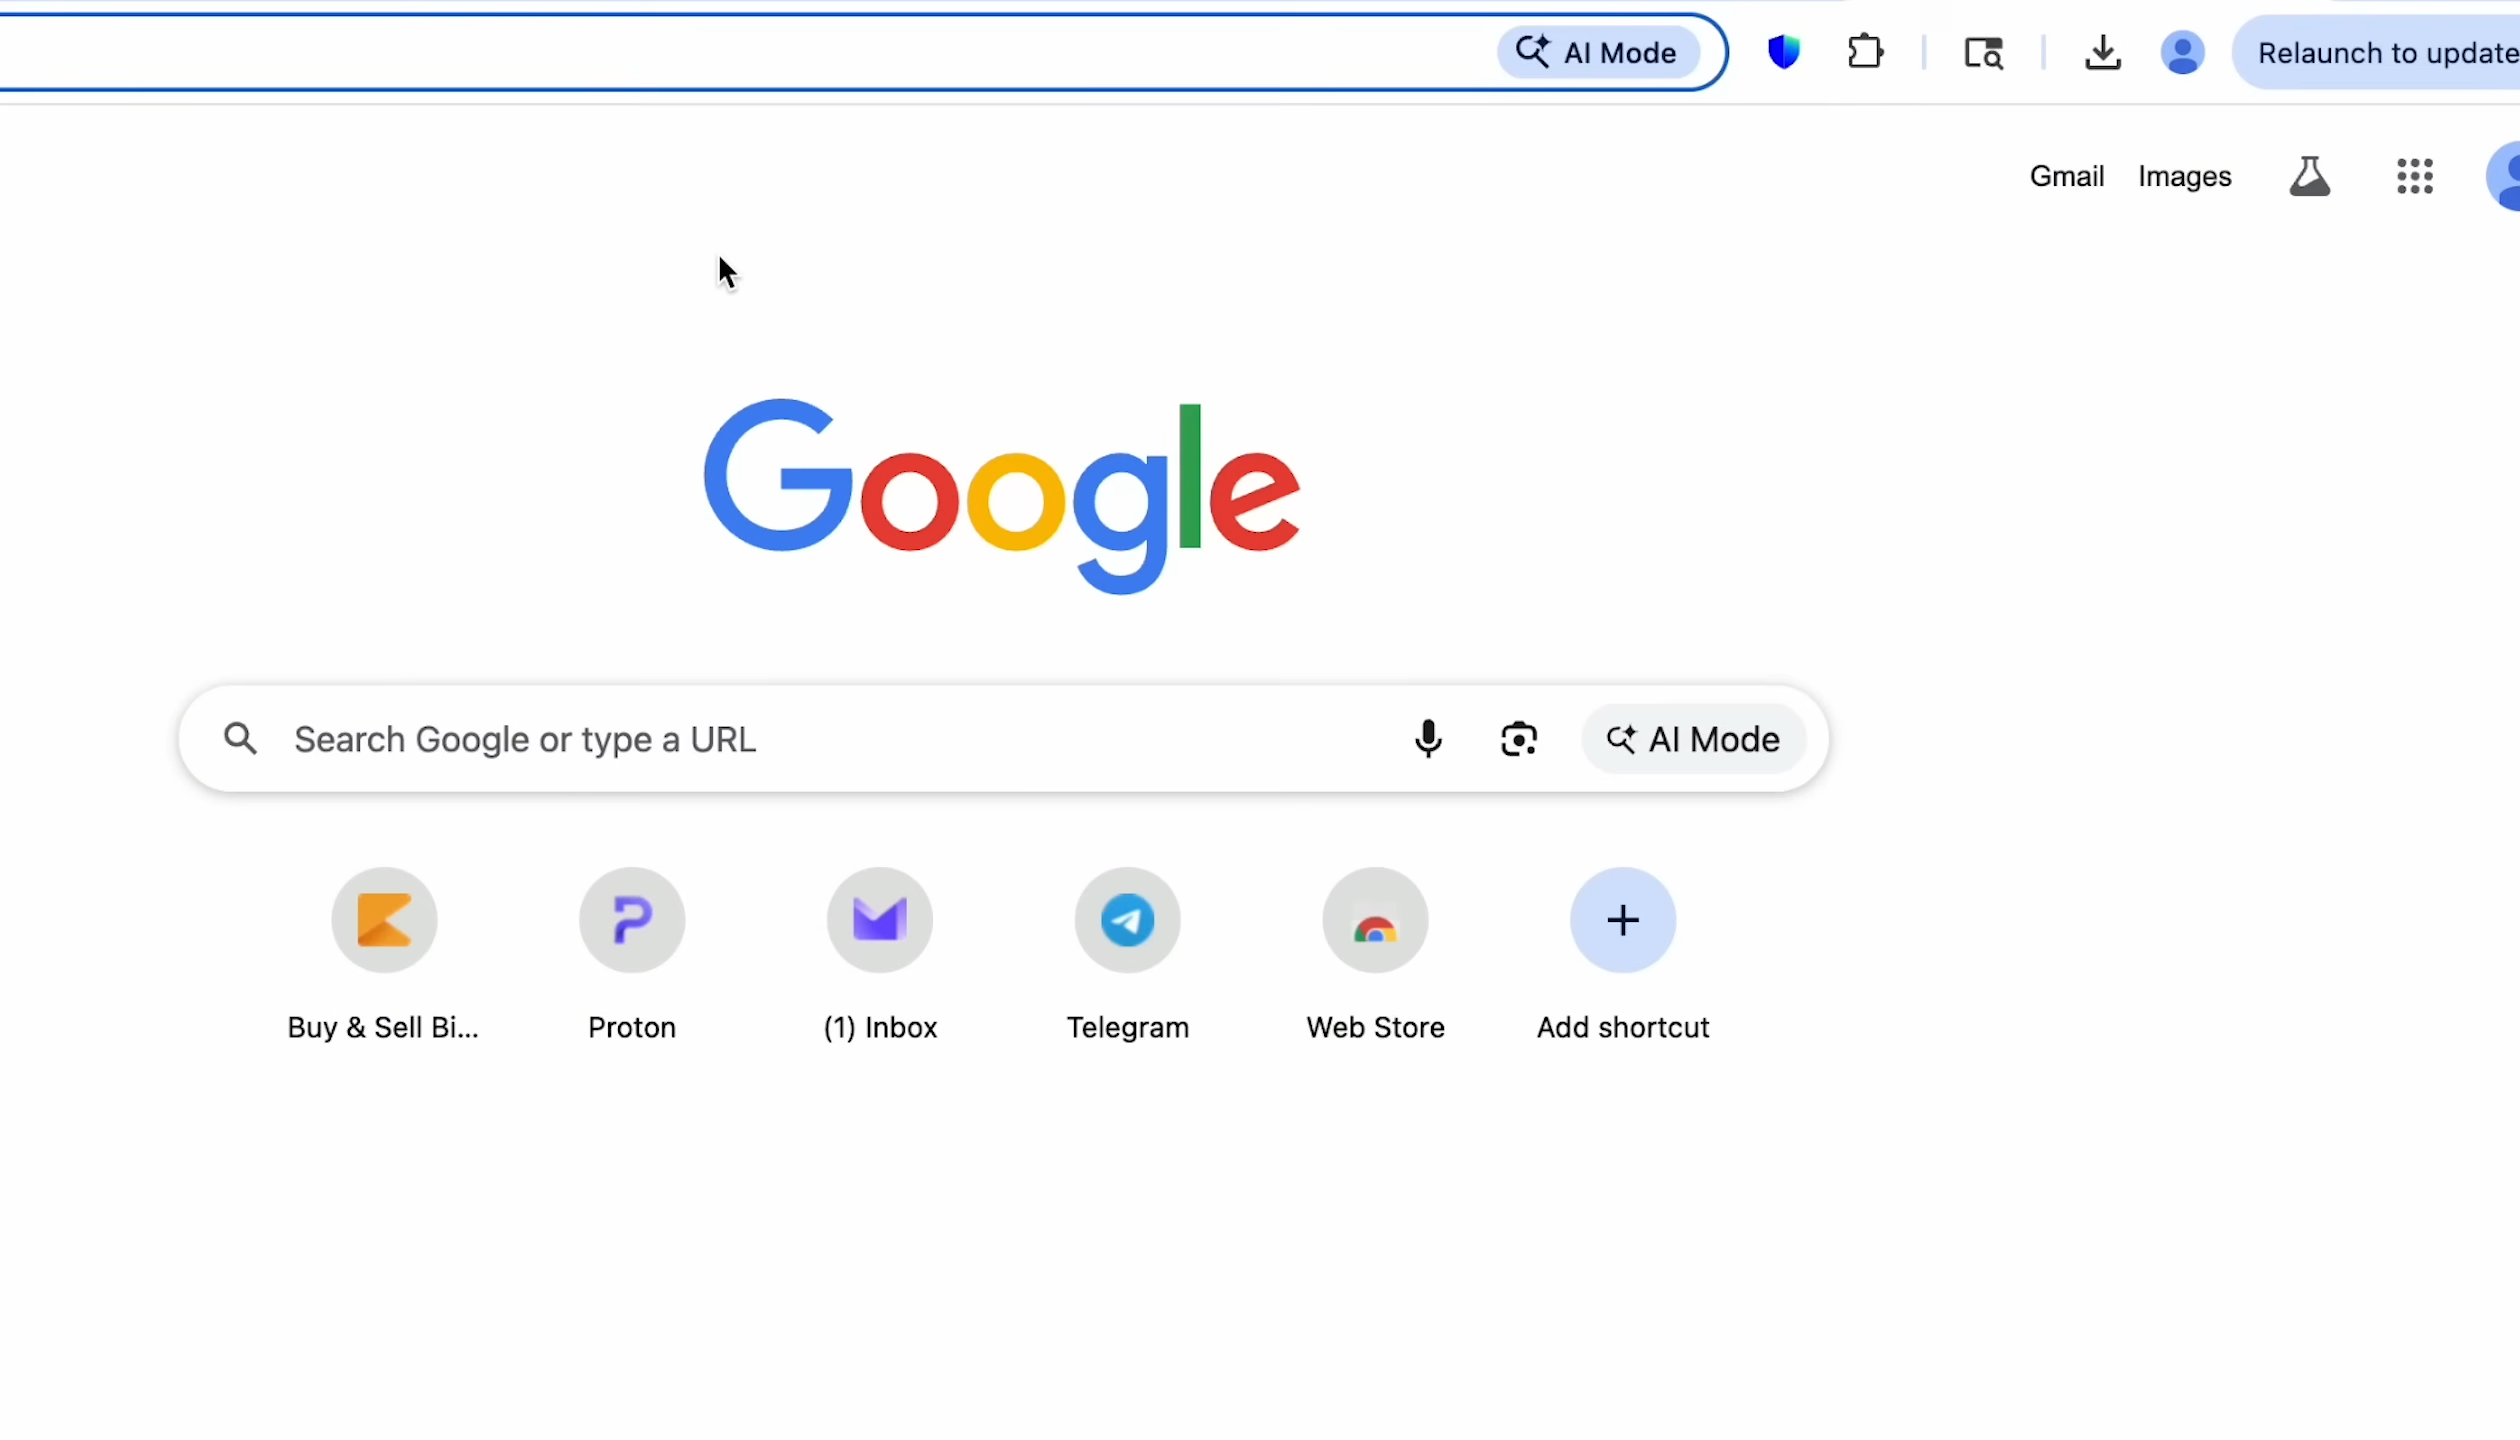 AI Mode
Relaunch to update
Gmail Images
Google
Search Google or type a URL
AI Mode
Buy & Sell Bi...
Proton
(1) Inbox
Telegram
Web Store
Add shortcut